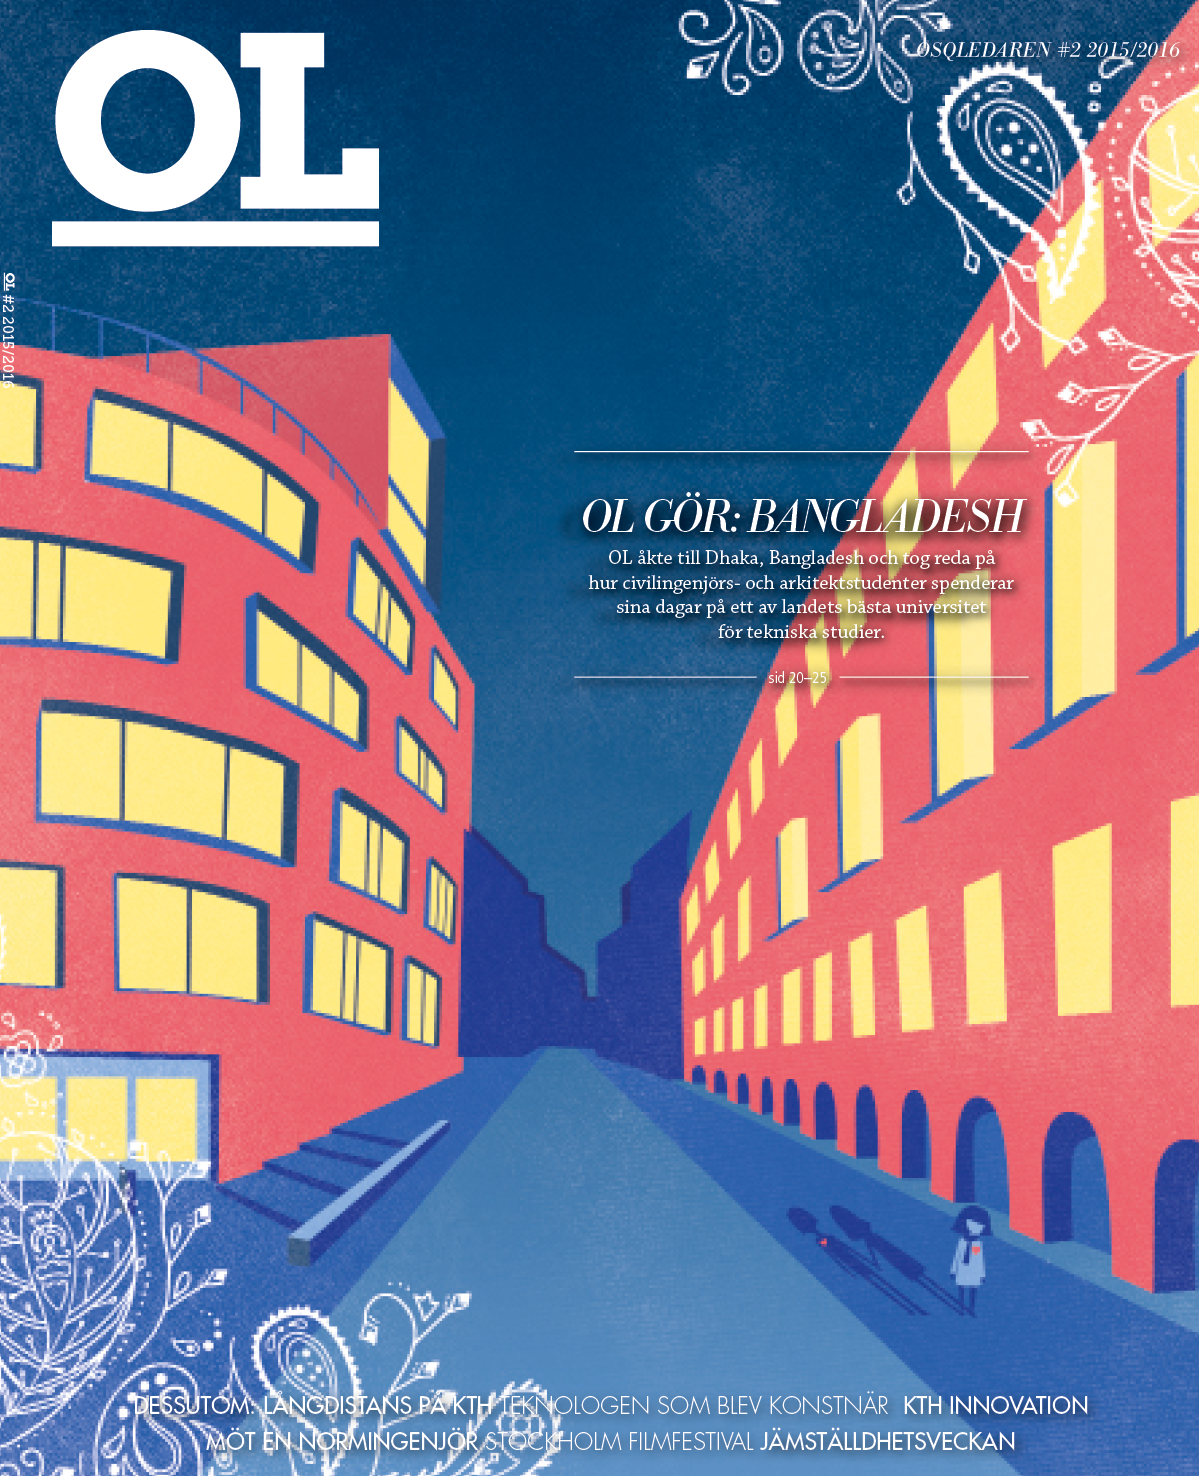 OL
OSQLEDAREN #2 2015/2016
OL #2 2015/2016
OL GÖR: BANGLADESH
OL åkte till Dhaka, Bangladesh och tog reda på
hur civilingenjörs- och arkitektstudenter spenderar
sina dagar på ett av landets bästa universitet
för tekniska studier.
sid 20–25
DESSUTOM: LÅNGDISTANS PÅ KTH TEKNOLOGEN SOM BLEV KONSTNÄR KTH INNOVATION
MÖT EN NORMINGENJÖR STOCKHOLM FILMFESTIVAL JÄMSTÄLLDHETSVECKAN